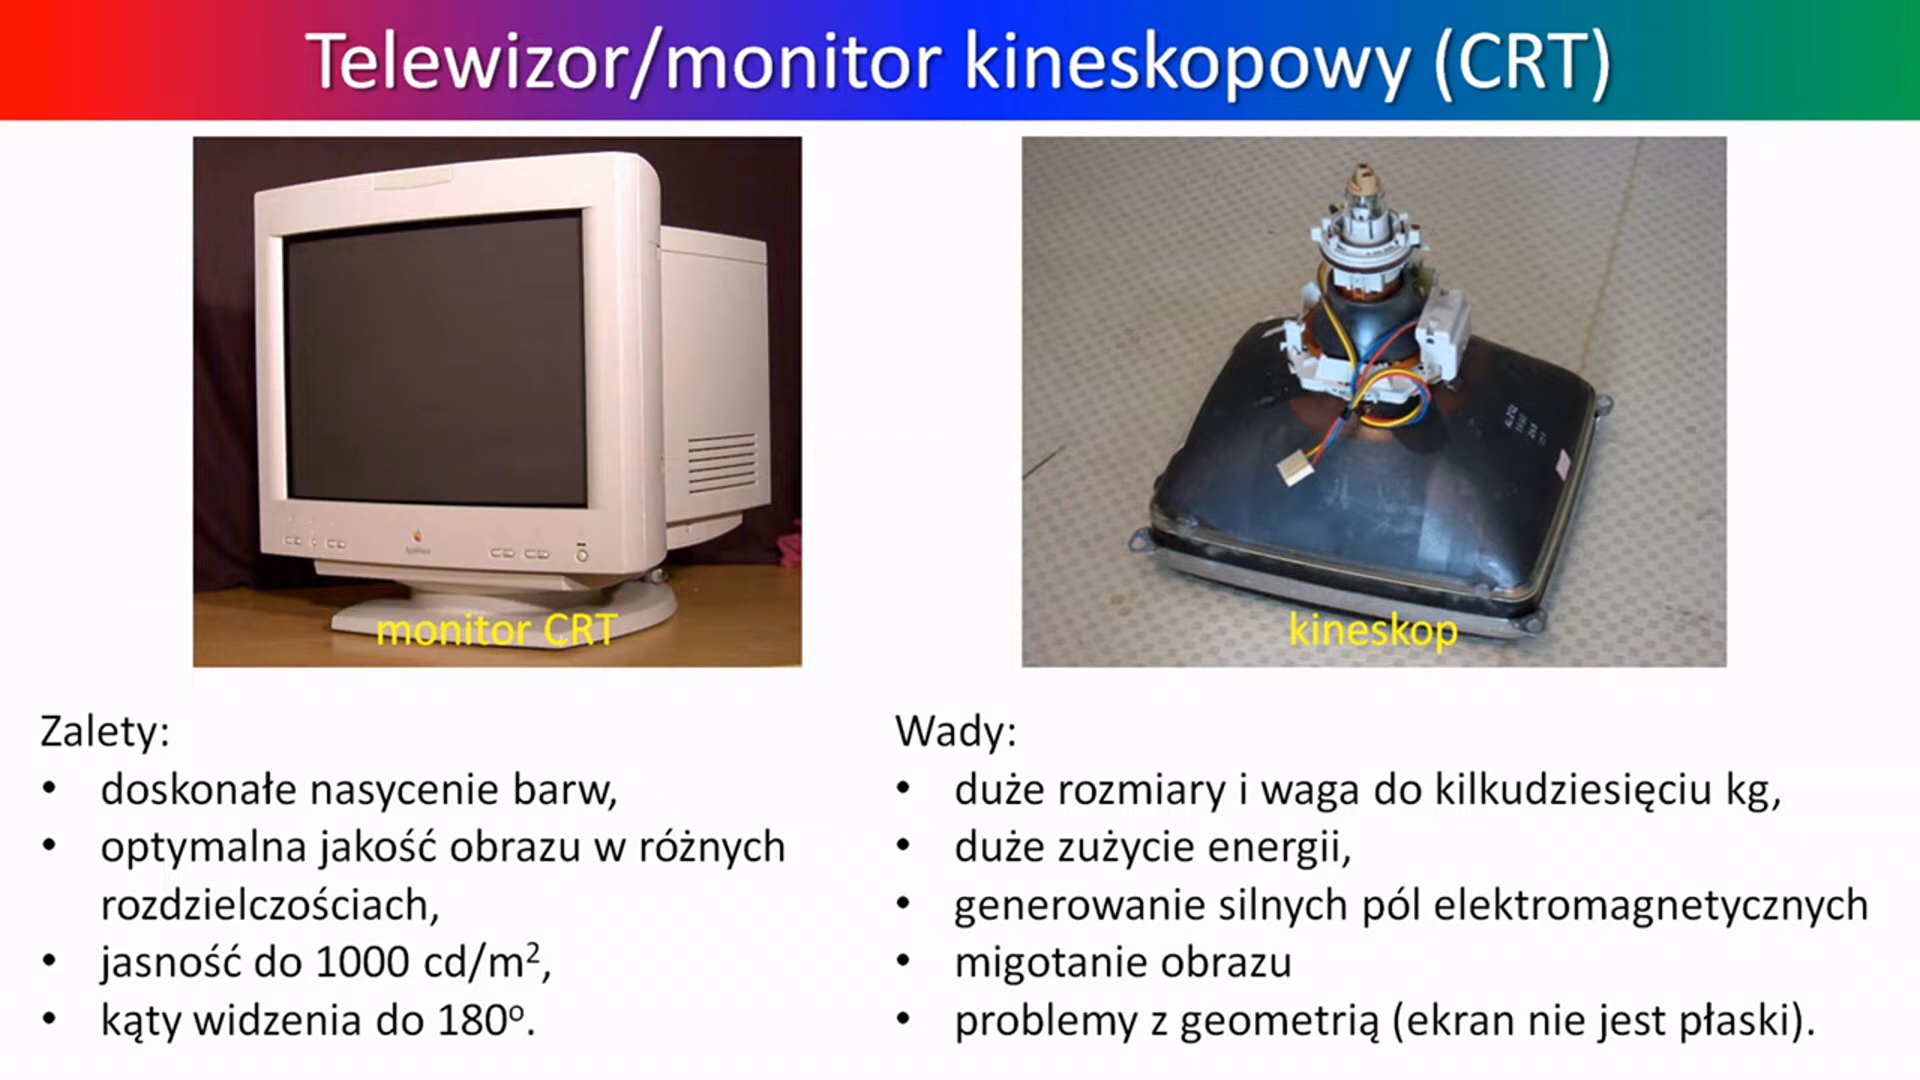 Telewizor/monitor kineskopowy (CRT)
monitor CRT
kineskop
Zalety:
• doskonałe nasycenie barw,
• optymalna jakość obrazu w różnych
rozdzielczościach,
• jasność do 1000 cd/m²,
• kąty widzenia do 180º.
Wady:
• duże rozmiary i waga do kilkudziesięciu kg,
• duże zużycie energii,
• generowanie silnych pól elektromagnetycznych
• migotanie obrazu
• problemy z geometrią (ekran nie jest płaski).